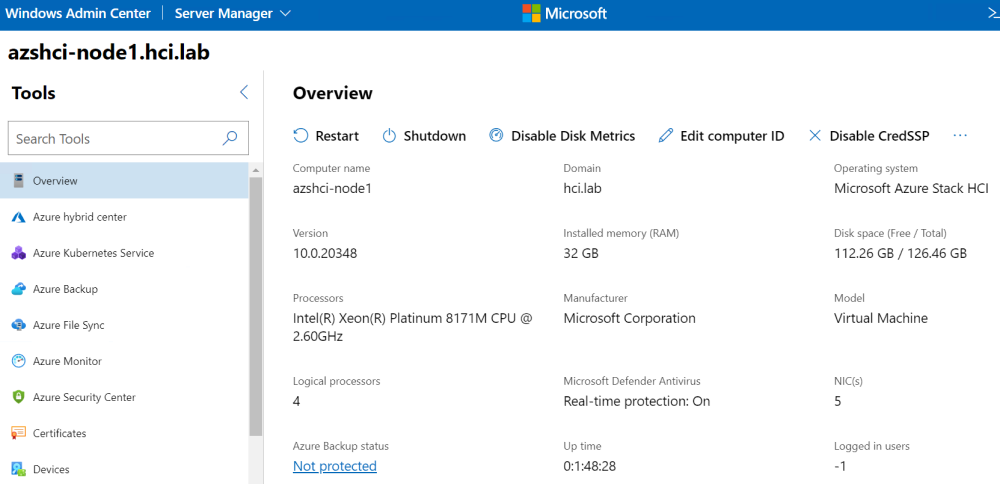 Windows Admin Center | Server Manager
Microsoft
azshci-node1.hci.lab
Tools
Search Tools
Overview
Azure hybrid center
Azure Kubernetes Service
Azure Backup
Azure File Sync
Azure Monitor
Azure Security Center
Certificates
Devices
Overview
Restart Shutdown Disable Disk Metrics Edit computer ID Disable CredSSP ...
Computer name Domain Operating system
azshci-node1 hci.lab Microsoft Azure Stack HCI
Version Installed memory (RAM) Disk space (Free / Total)
10.0.20348 32 GB 112.26 GB / 126.46 GB
Processors Manufacturer Model
Intel(R) Xeon(R) Platinum 8171M CPU @ Microsoft Corporation Virtual Machine
2.60GHz
Logical processors Microsoft Defender Antivirus NIC(s)
4 Real-time protection: On 5
Azure Backup status Up time Logged in users
Not protected 0:1:48:28 -1